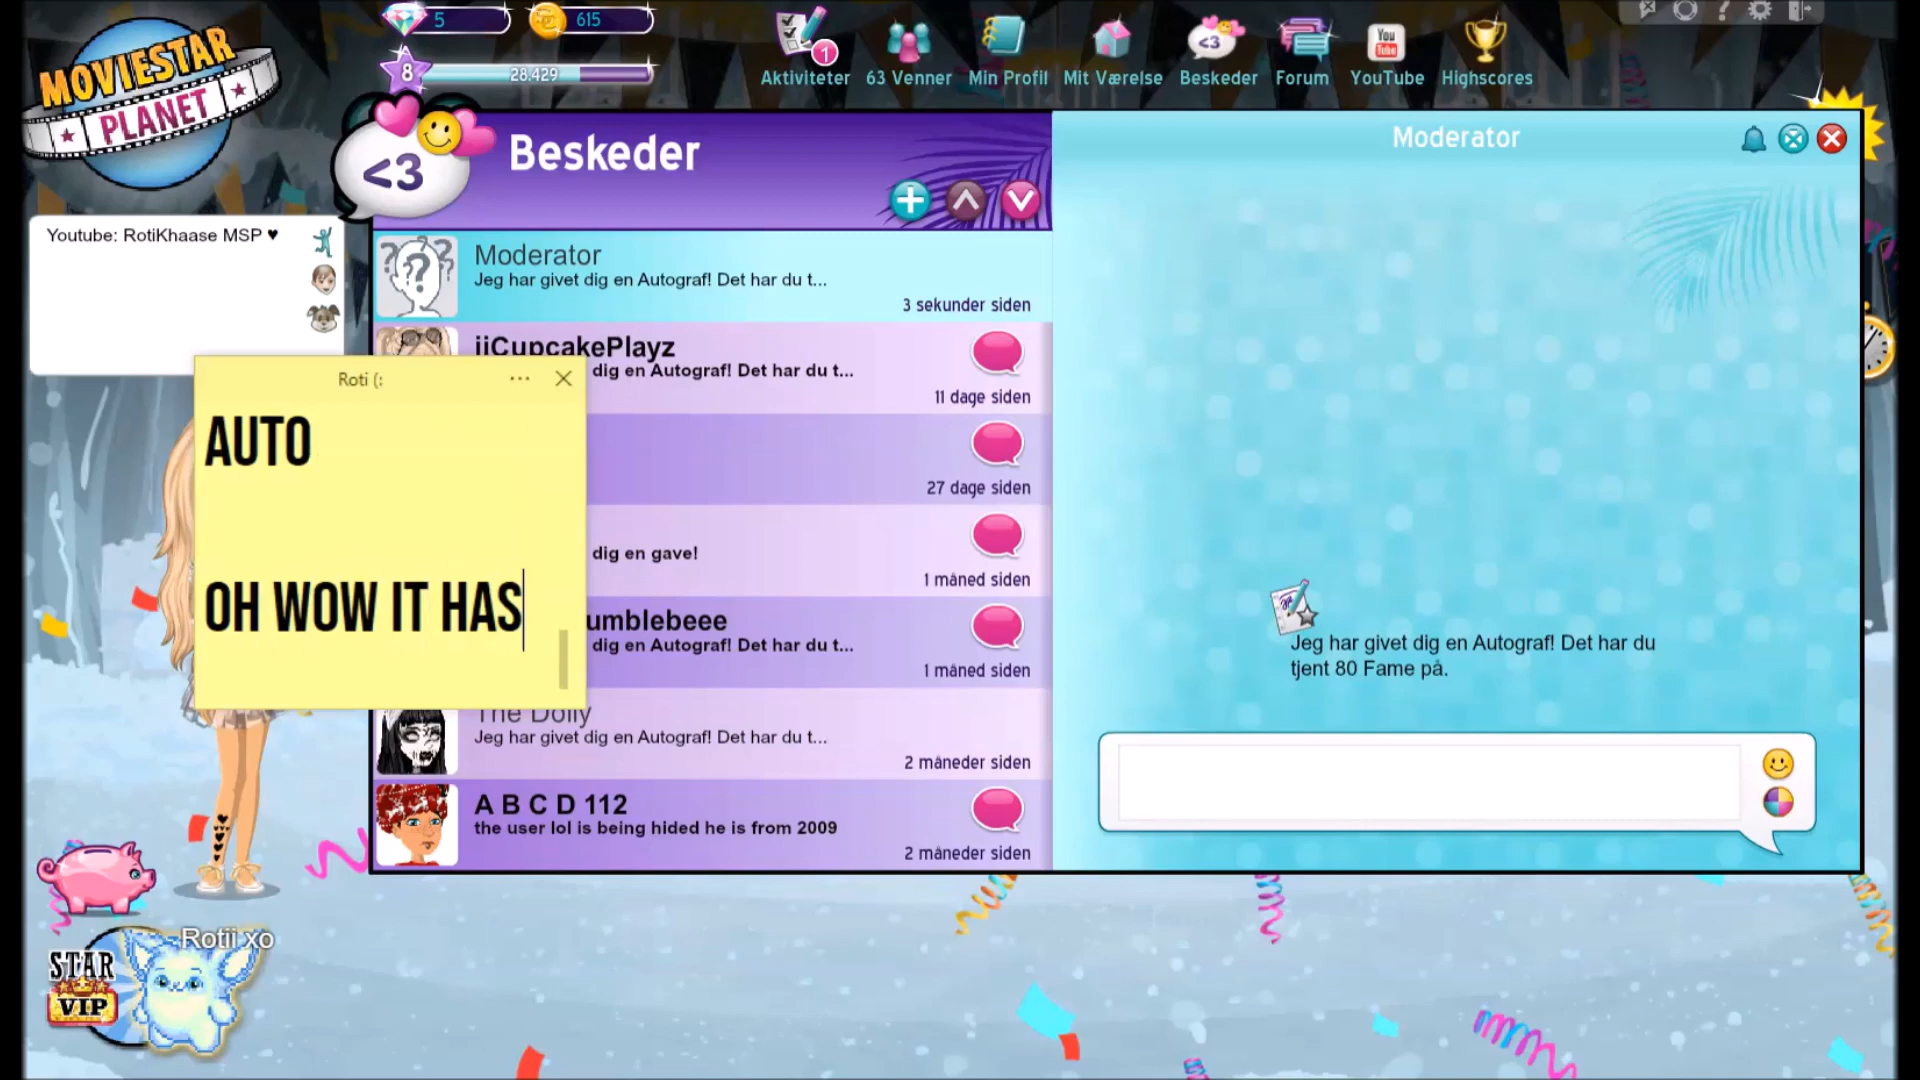 MOVIESTAR
PLANET
5
615
8
28.429
1
Aktiviteter
63 Venner
Min Profil
Mit Værelse
Beskeder
Forum
You
Tube
YouTube
Highscores
<3
<3
Beskeder
Moderator
Youtube: RotiKhaase MSP ♥
Moderator
Jeg har givet dig en Autograf! Det har du t...
3 sekunder siden
iiCupcakePlayz
dig en Autograf! Det har du t...
11 dage siden
27 dage siden
dig en gave!
1 måned siden
umblebeee
dig en Autograf! Det har du t...
1 måned siden
The Dolly
Jeg har givet dig en Autograf! Det har du t...
2 måneder siden
A B C D 112
the user lol is being hided he is from 2009
2 måneder siden
Roti (:
AUTO
OH WOW IT HAS
Jeg har givet dig en Autograf! Det har du
tjent 80 Fame på.
Rotii xo
STAR
VIP